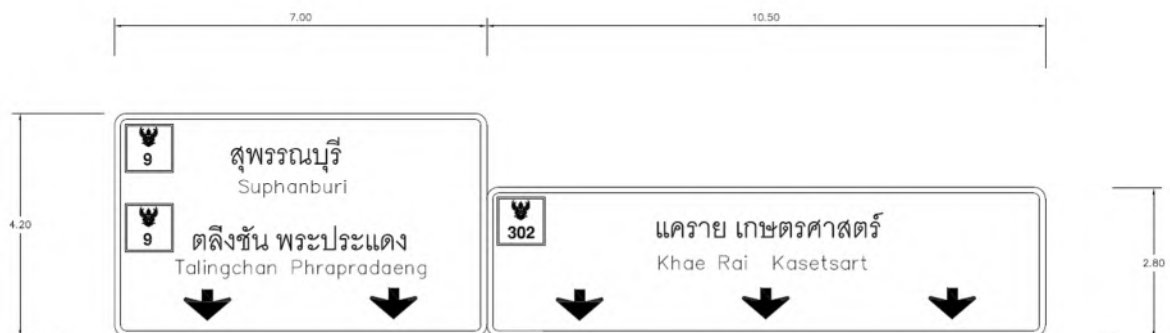 7.00
10.50
4.20
9
สุพรรณบุรี
Suphanburi
9
ตลิ่งชัน พระประแดง
Talingchan Phrapradaeng
302
แคราย เกษตรศาสตร์
Khae Rai Kasetsart
2.80